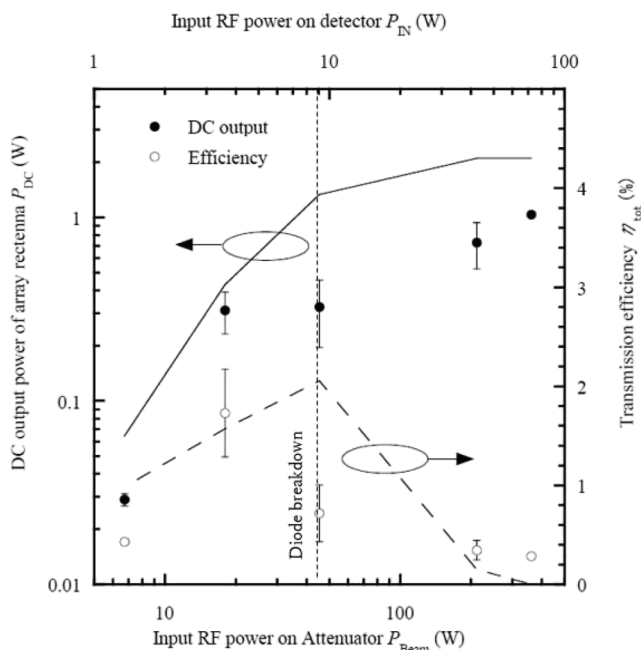 Input RF power on detector P_IN (W)
1 10 100
DC output
Efficiency
DC output power of array rectenna P_DC (W)
1
0.1
0.01
Diode breakdown
4
3
2
1
0
Transmission efficiency η_tot (%)
10 100
Input RF power on Attenuator P_Beam (W)